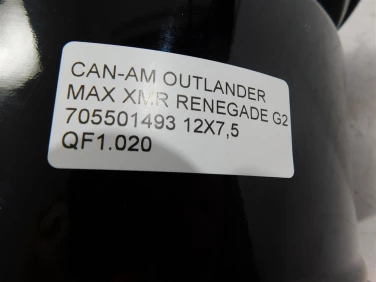 CAN-AM OUTLANDER
MAX XMR RENEGADE G2
705501493 12X7,5
QF1.020